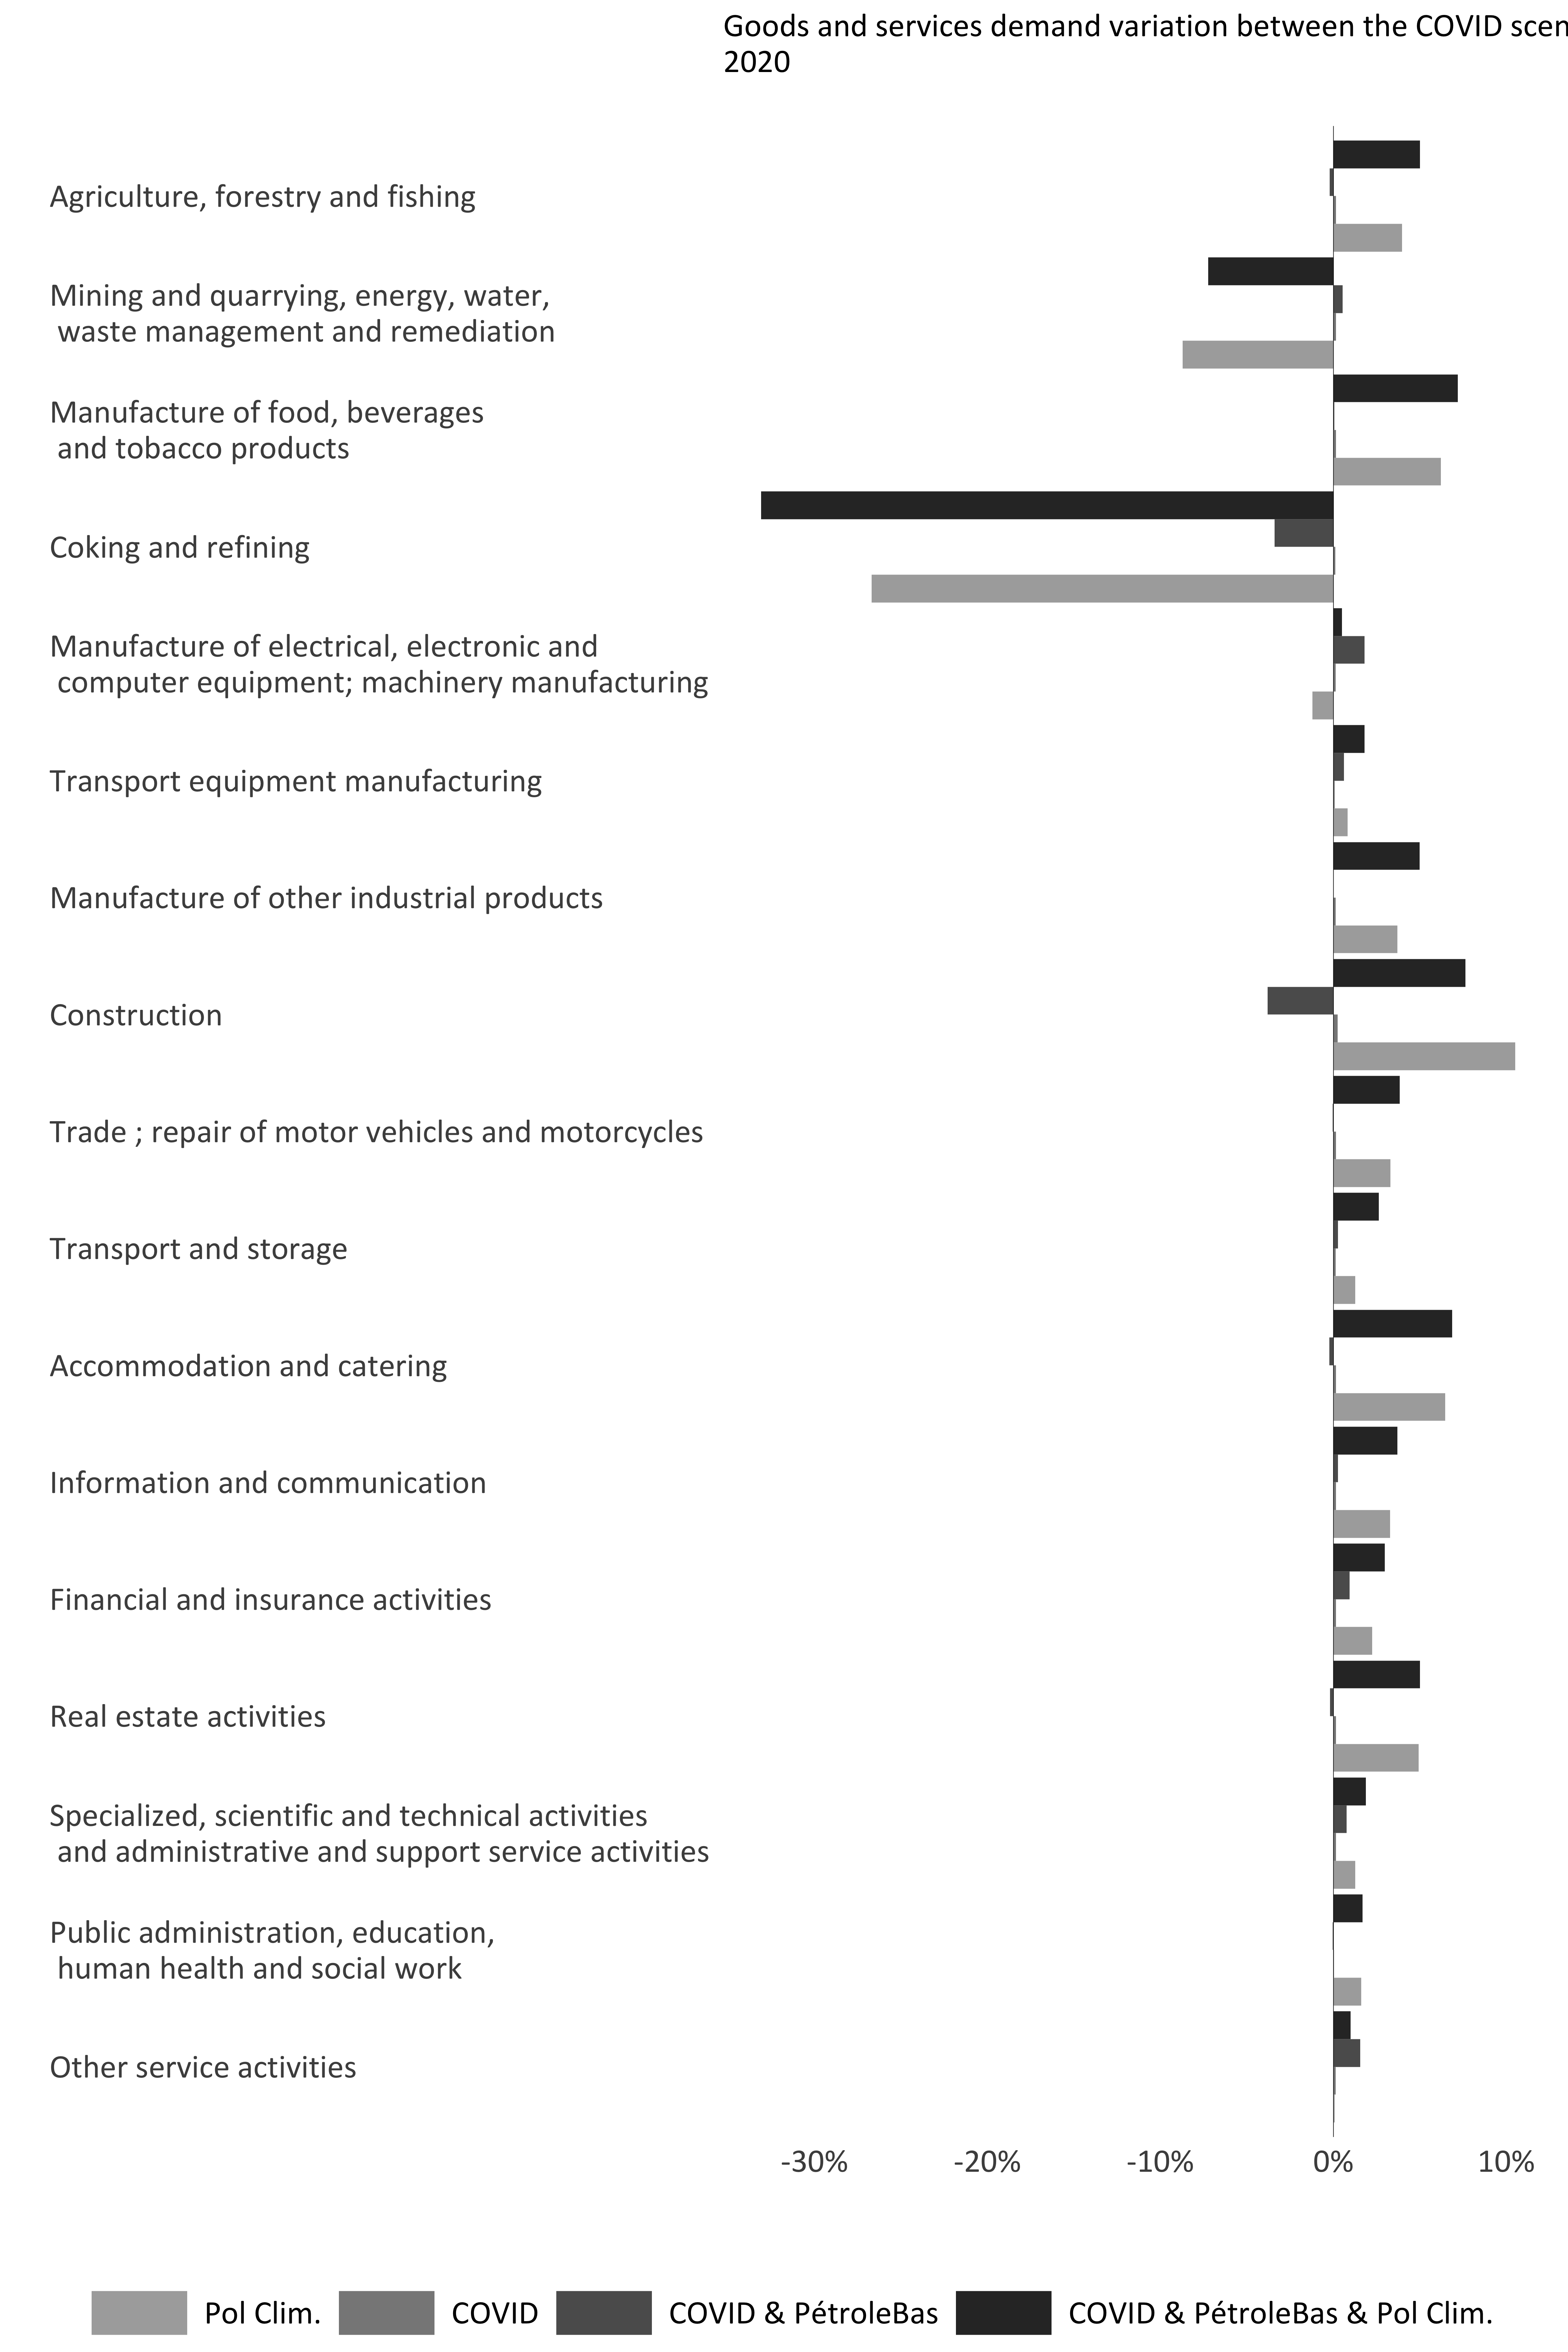 Goods and services demand variation between the COVID scen
2020
Agriculture, forestry and fishing
Mining and quarrying, energy, water,
waste management and remediation
Manufacture of food, beverages
and tobacco products
Coking and refining
Manufacture of electrical, electronic and
computer equipment; machinery manufacturing
Transport equipment manufacturing
Manufacture of other industrial products
Construction
Trade ; repair of motor vehicles and motorcycles
Transport and storage
Accommodation and catering
Information and communication
Financial and insurance activities
Real estate activities
Specialized, scientific and technical activities
and administrative and support service activities
Public administration, education,
human health and social work
Other service activities
-30% -20% -10% 0% 10%
Pol Clim. COVID COVID & PétroleBas COVID & PétroleBas & Pol Clim.